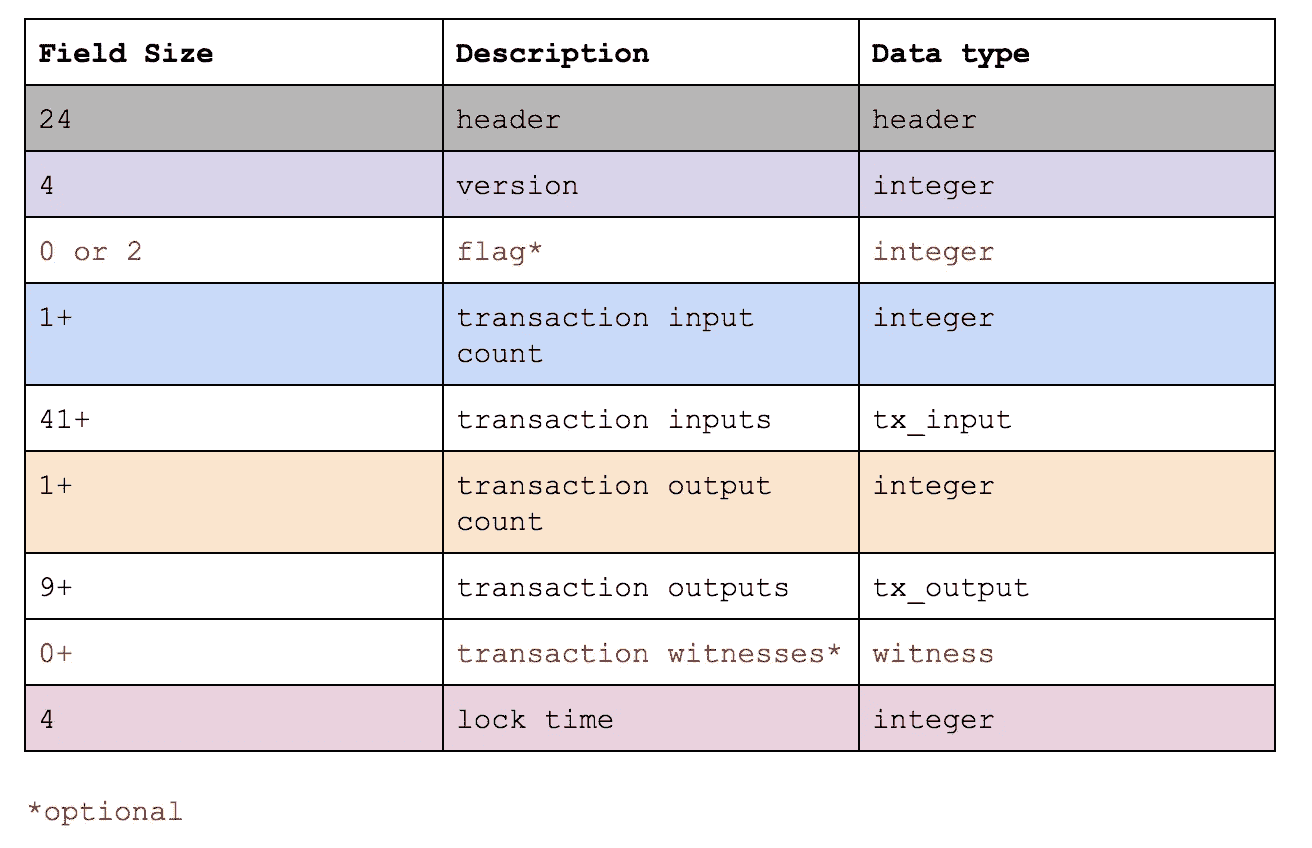 Field Size Description Data type
24 header header
4 version integer
0 or 2 flag* integer
1+ transaction input integer
count
41+ transaction inputs tx_input
1+ transaction output integer
count
9+ transaction outputs tx_output
0+ transaction witnesses* witness
4 lock time integer
*optional